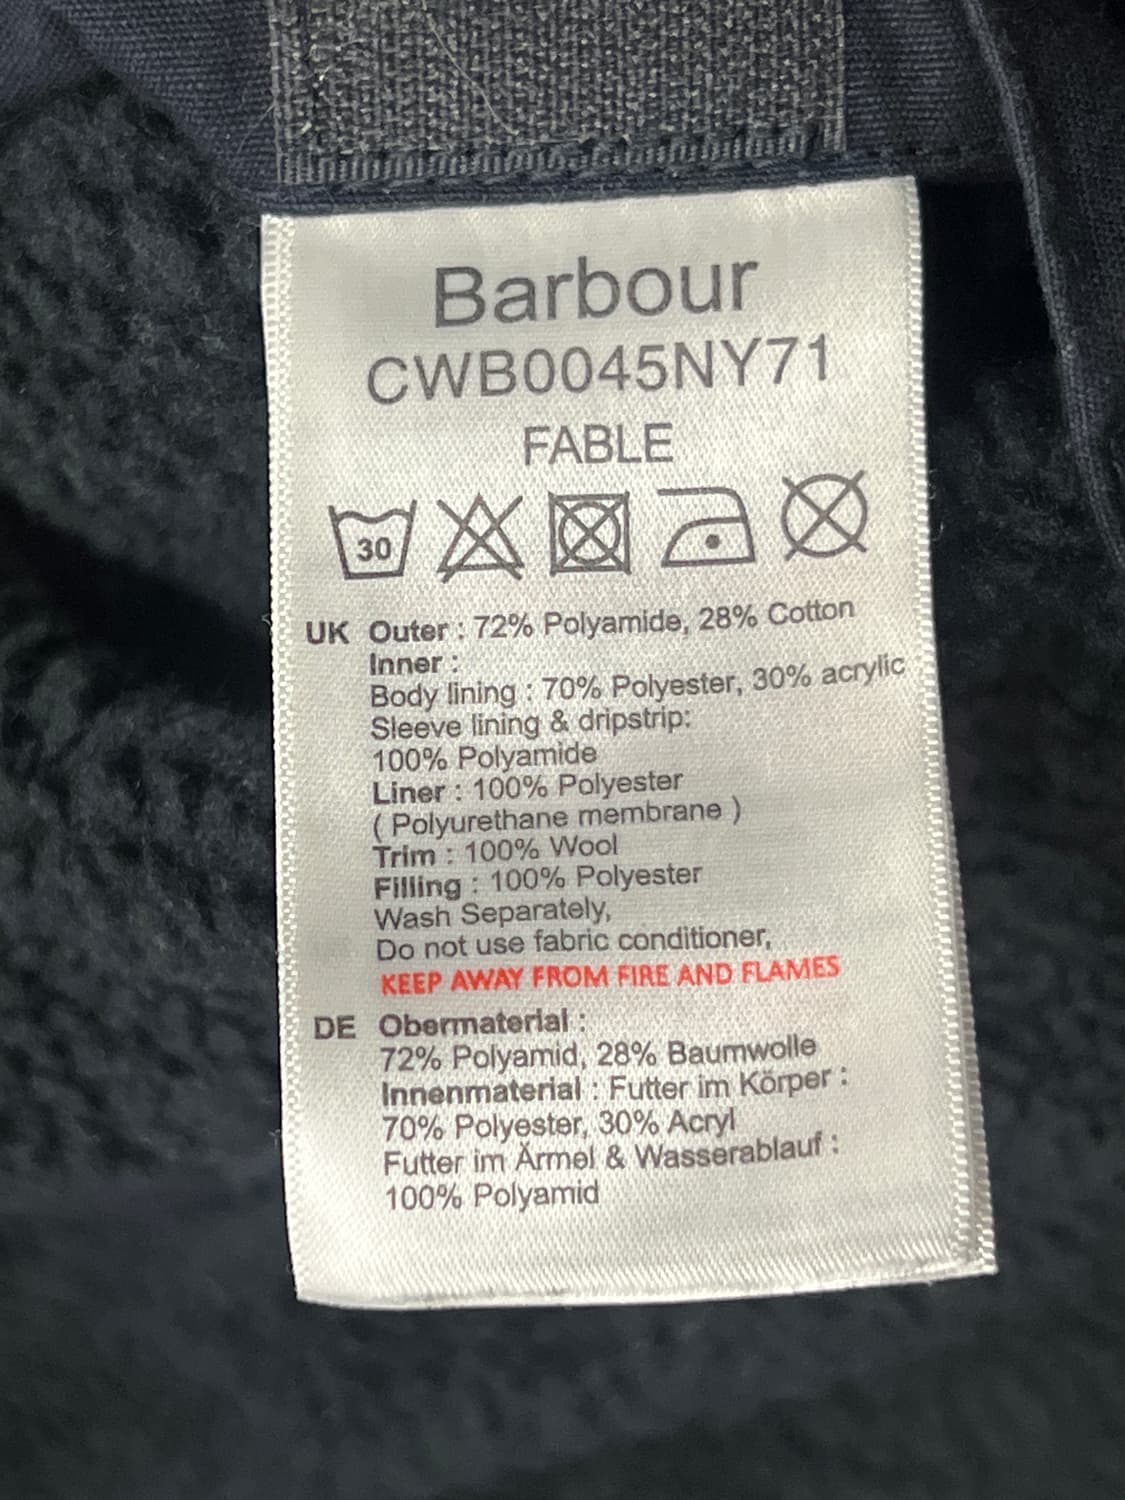 Barbour
CWB0045NY71
FABLE
30
UK Outer : 72% Polyamide, 28% Cotton
Inner :
Body lining : 70% Polyester, 30% acrylic
Sleeve lining & dripstrip:
100% Polyamide
Liner : 100% Polyester
( Polyurethane membrane )
Trim : 100% Wool
Filling : 100% Polyester
Wash Separately,
Do not use fabric conditioner,
KEEP AWAY FROM FIRE AND FLAMES
DE Obermaterial :
72% Polyamid, 28% Baumwolle
Innenmaterial : Futter im Körper :
70% Polyester, 30% Acryl
Futter im Ärmel & Wasserablauf :
100% Polyamid